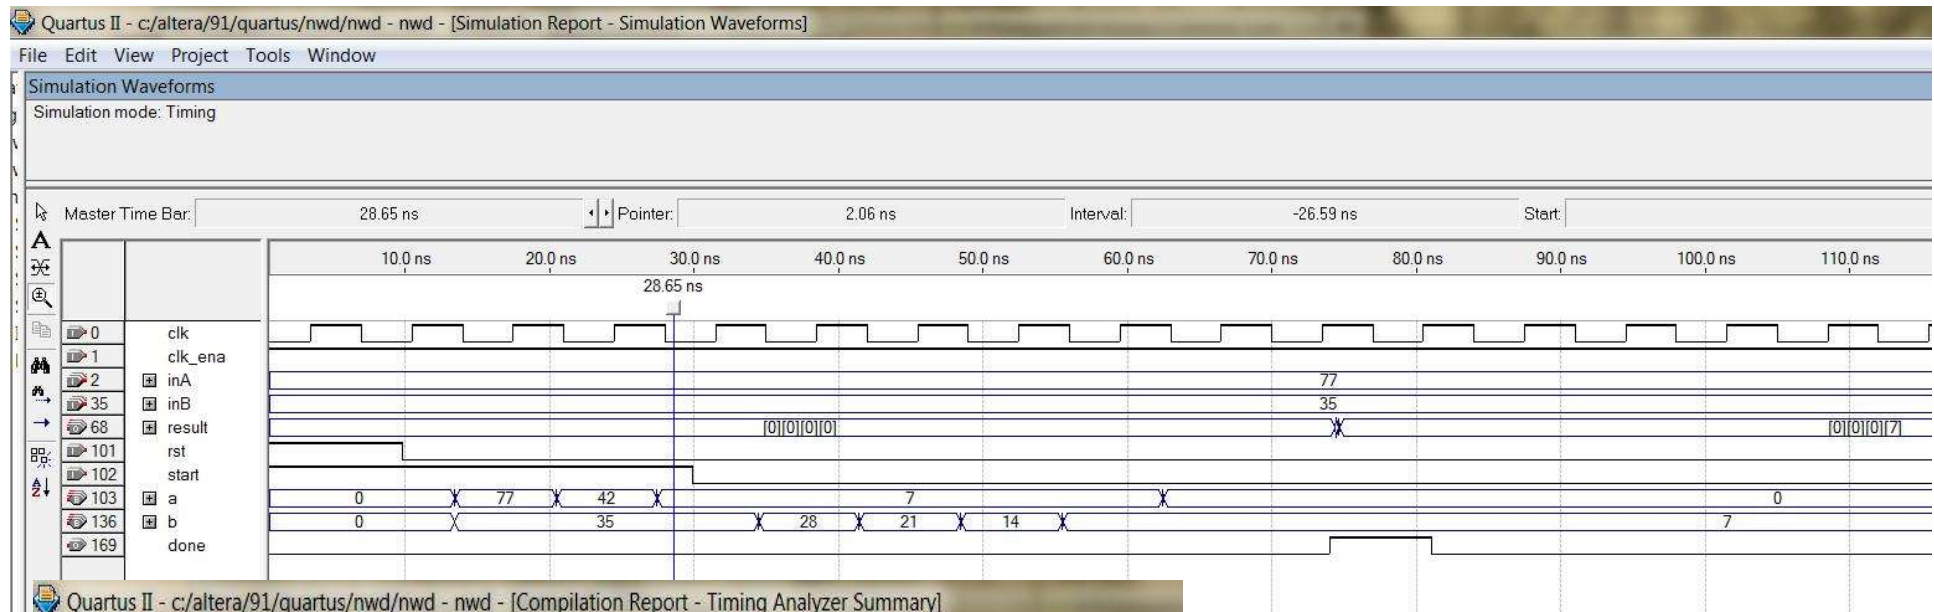 Quartus II - c:/altera/91/quartus/nwd/nwd - nwd - [Simulation Report - Simulation Waveforms]
File Edit View Project Tools Window
Simulation Waveforms
Simulation mode: Timing
Master Time Bar: 28.65 ns Pointer: 2.06 ns Interval: -26.59 ns Start:
10.0 ns 20.0 ns 30.0 ns 40.0 ns 50.0 ns 60.0 ns 70.0 ns 80.0 ns 90.0 ns 100.0 ns 110.0 ns
28.65 ns
0 clk
1 clk_ena
2 inA 77
35 inB 35
68 result [0][0][0][0] [0][0][0][7]
101 rst
102 start
103 a 0 77 42 7 0
136 b 0 35 28 21 14 7
169 done
Quartus II - c:/altera/91/quartus/nwd/nwd - nwd - [Compilation Report - Timing Analyzer Summary]